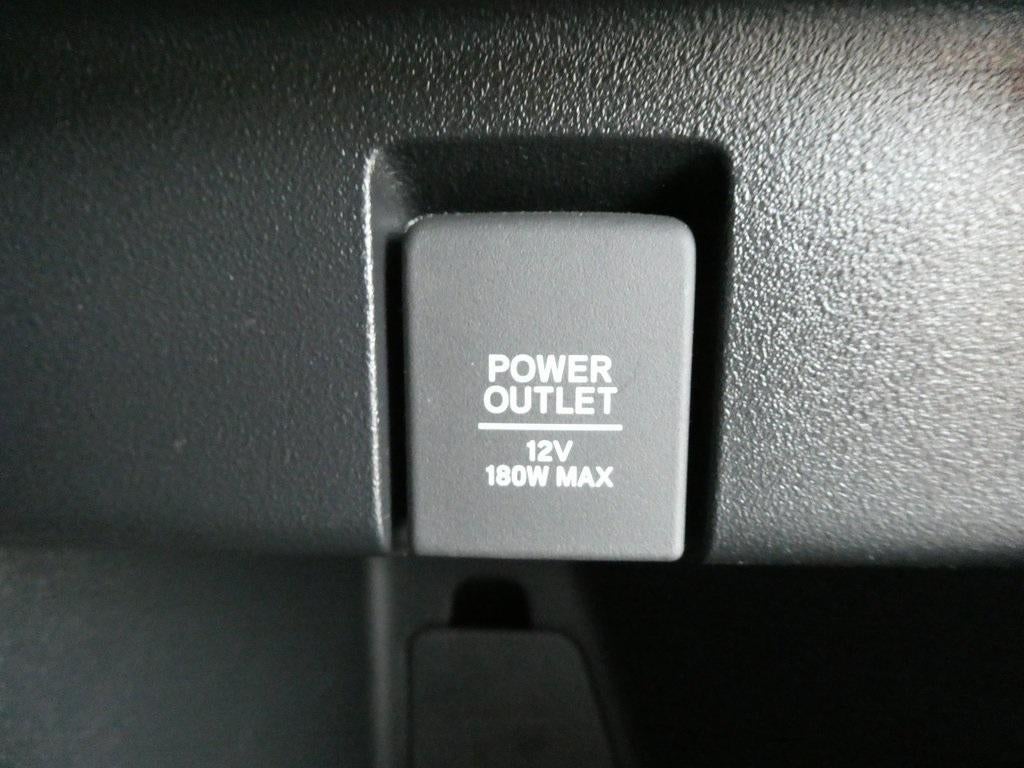 POWER
OUTLET
12V
180W MAX